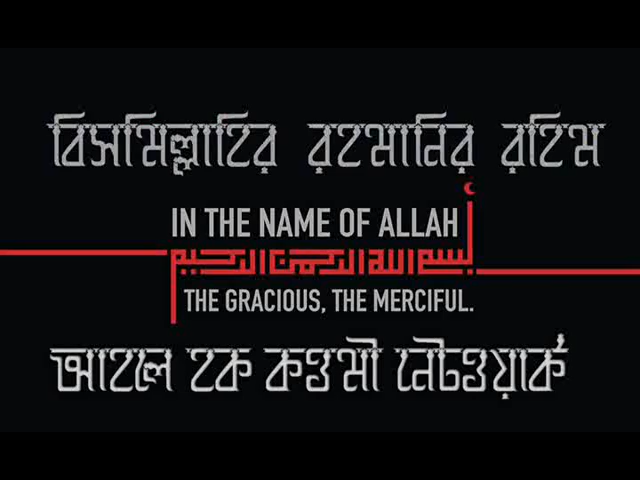 বিসমিল্লাহির রহমানির রহিম
IN THE NAME OF ALLAH
بسم الله الرحمن الرحيم
THE GRACIOUS, THE MERCIFUL.
আহলে হক কওমী নেটওয়ার্ক